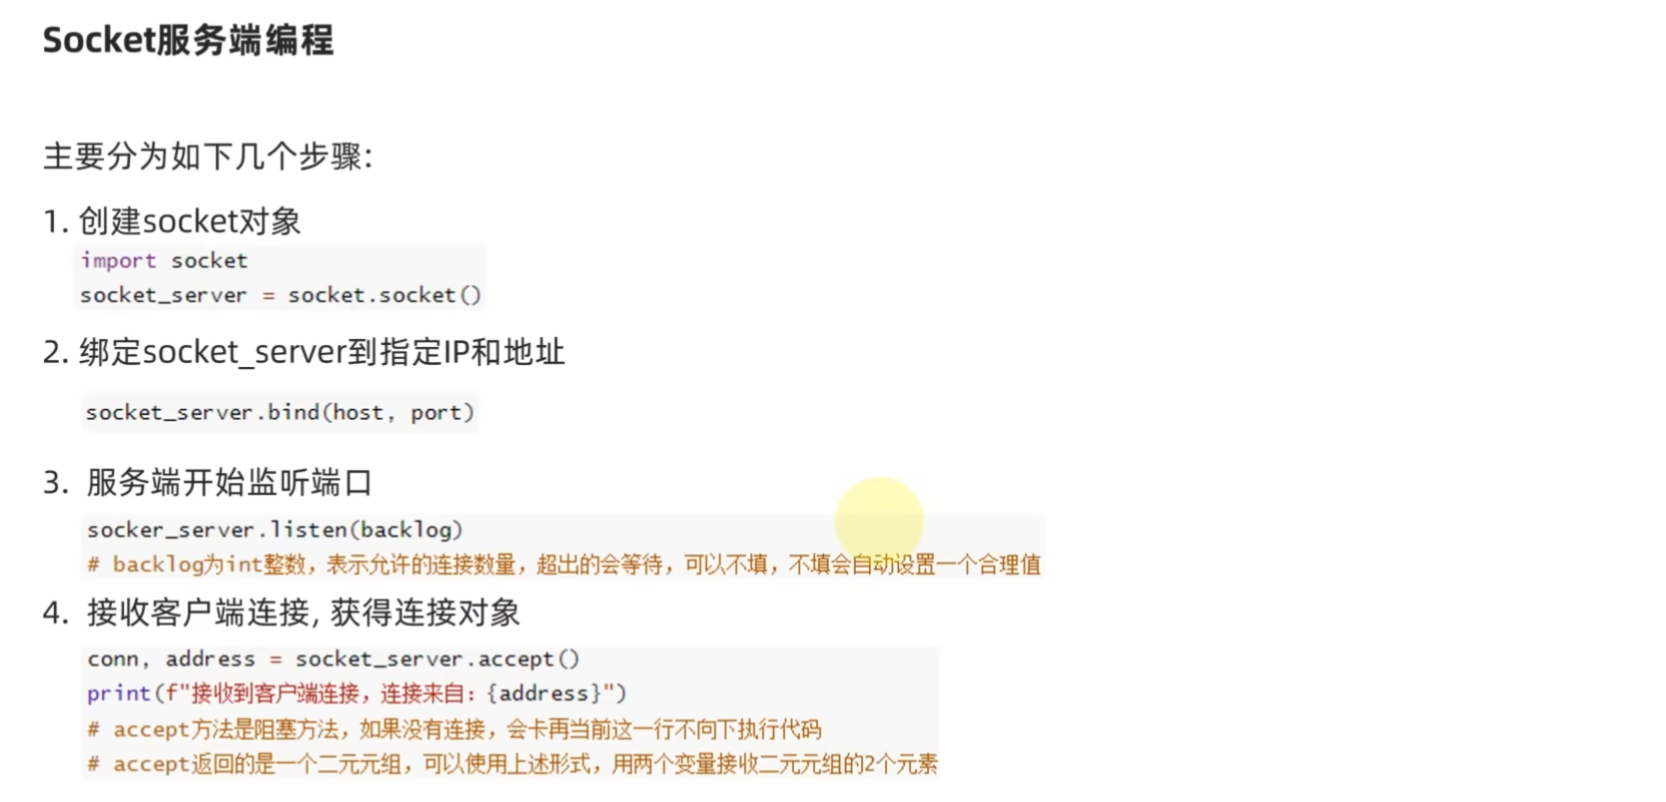 Socket服务端编程
主要分为如下几个步骤:
1. 创建socket对象
import socket
socket_server = socket.socket()
2. 绑定socket_server到指定IP和地址
socket_server.bind(host, port)
3. 服务端开始监听端口
socker_server.listen(backlog)
# backlog为int整数，表示允许的连接数量，超出的会等待，可以不填，不填会自动设置一个合理值
4. 接收客户端连接, 获得连接对象
conn, address = socket_server.accept()
print(f"接收到客户端连接，连接来自：{address}")
# accept方法是阻塞方法，如果没有连接，会卡再当前这一行不向下执行代码
# accept返回的是一个二元元组，可以使用上述形式，用两个变量接收二元元组的2个元素